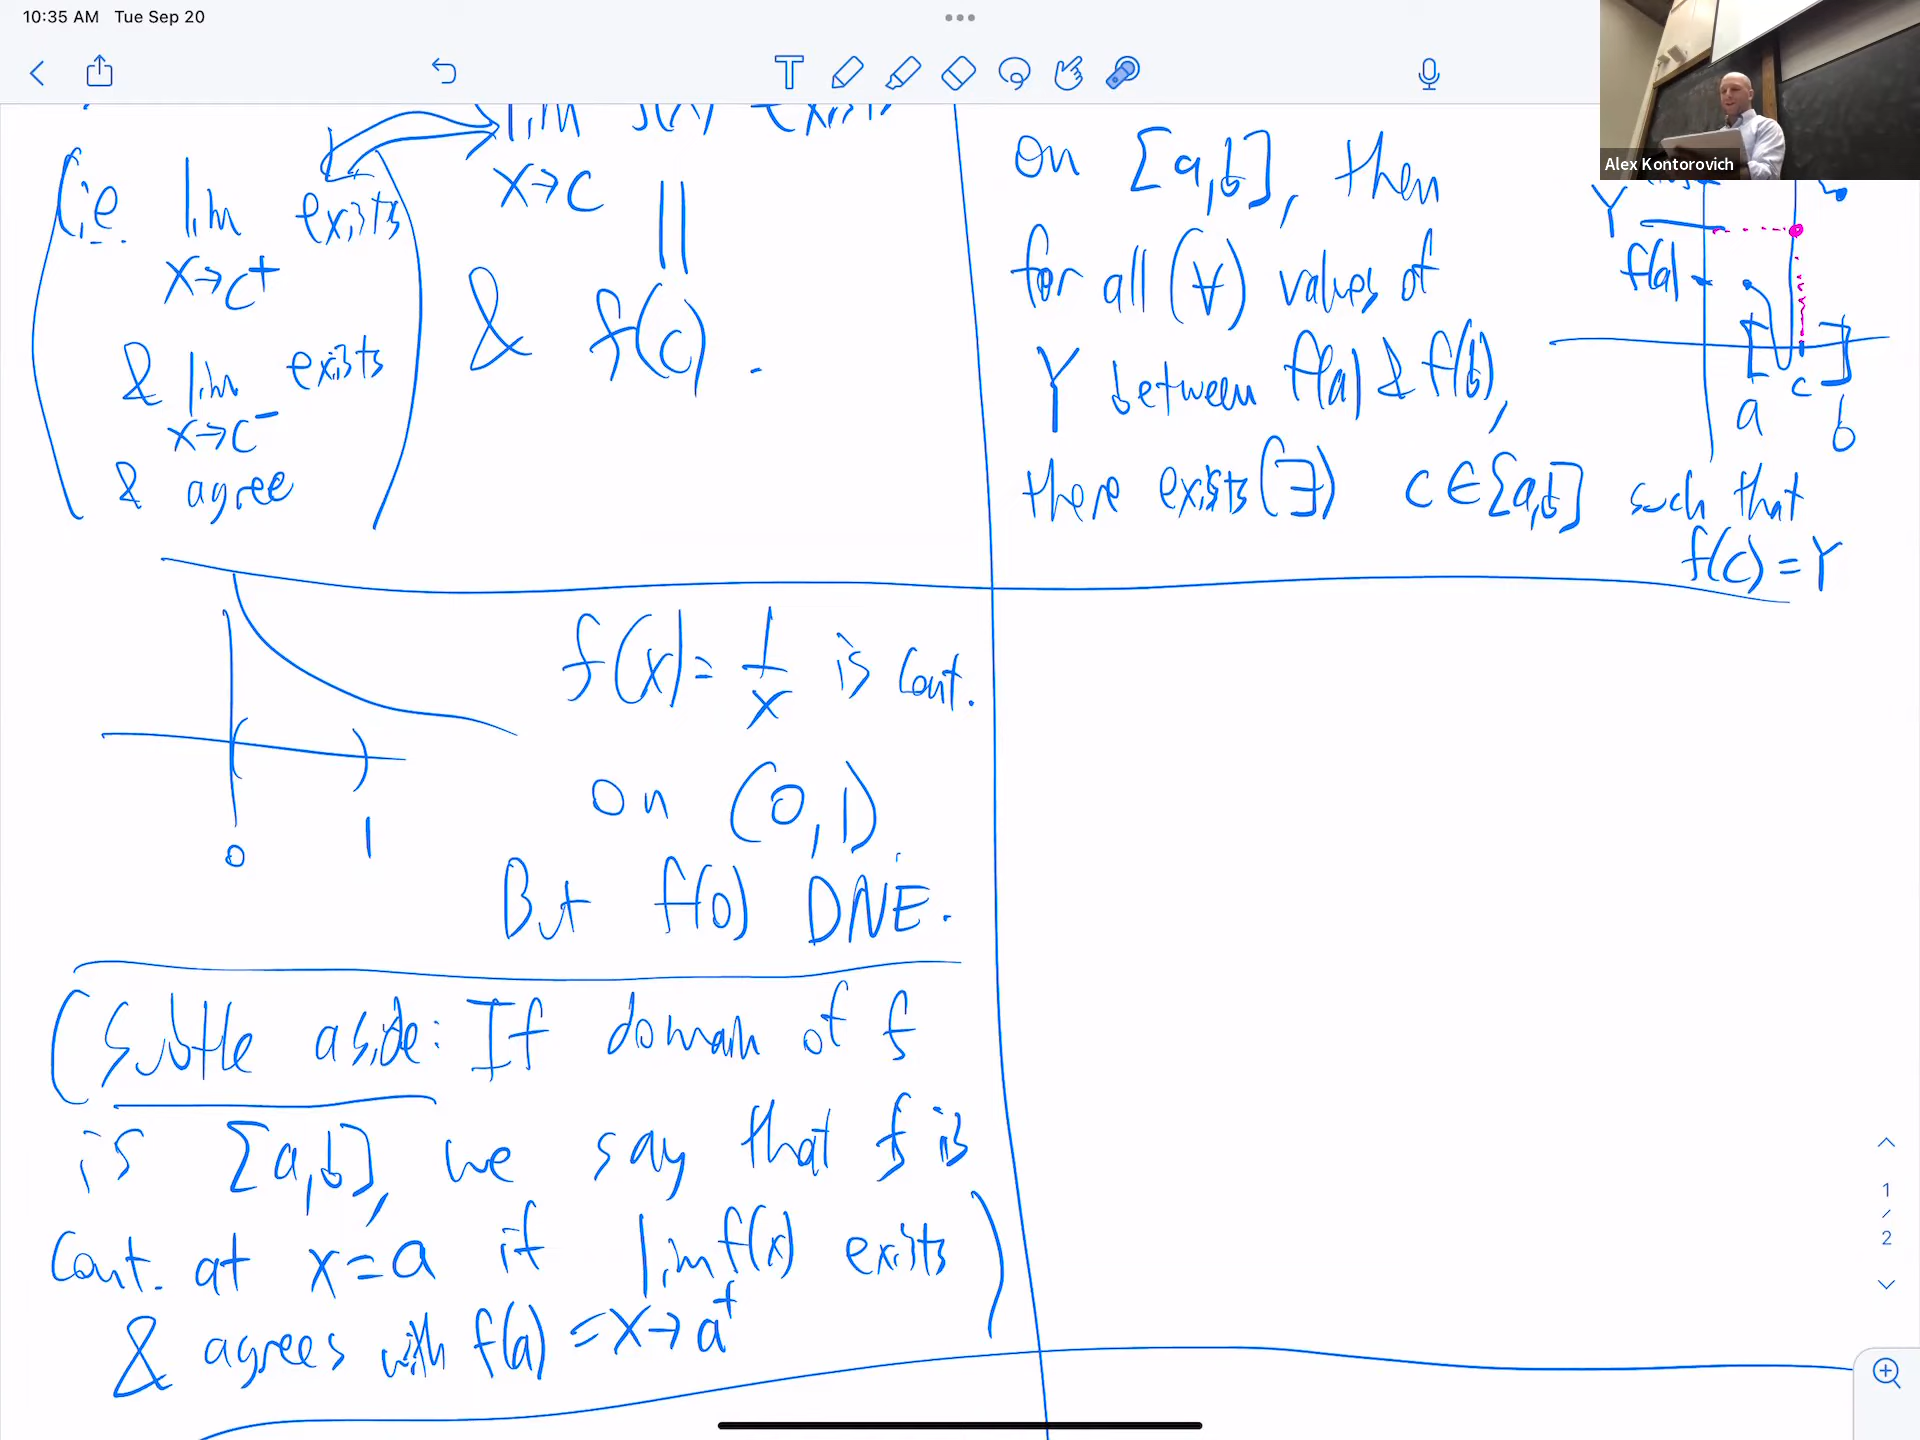 10:35 AM Tue Sep 20
Alex Kontorovich
lim f(x) exists
x→c
(i.e. lim exists
x→c+
& lim exists
x→c-
& agree)
||
& f(c).
f(x) = 1/x is cont.
on (0,1).
But f(0) DNE.
0 1
(Subtle aside: If domain of f
is [a,b], we say that f is
cont. at x=a if lim f(x) exists
& agrees with f(a) = x→a+
)
on [a,b], then
for all (∀) values of
Y between f(a) & f(b),
there exists (∃) c∈[a,b] such that
f(c)=Y
Y
f(a)
[ c ]
a b
1
/
2